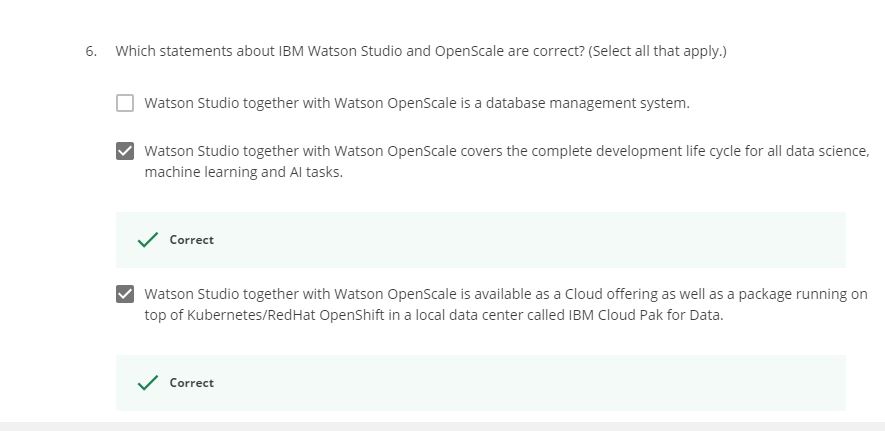 6. Which statements about IBM Watson Studio and OpenScale are correct? (Select all that apply.)
Watson Studio together with Watson OpenScale is a database management system.
Watson Studio together with Watson OpenScale covers the complete development life cycle for all data science,
machine learning and AI tasks.
Correct
Watson Studio together with Watson OpenScale is available as a Cloud offering as well as a package running on
top of Kubernetes/RedHat OpenShift in a local data center called IBM Cloud Pak for Data.
Correct